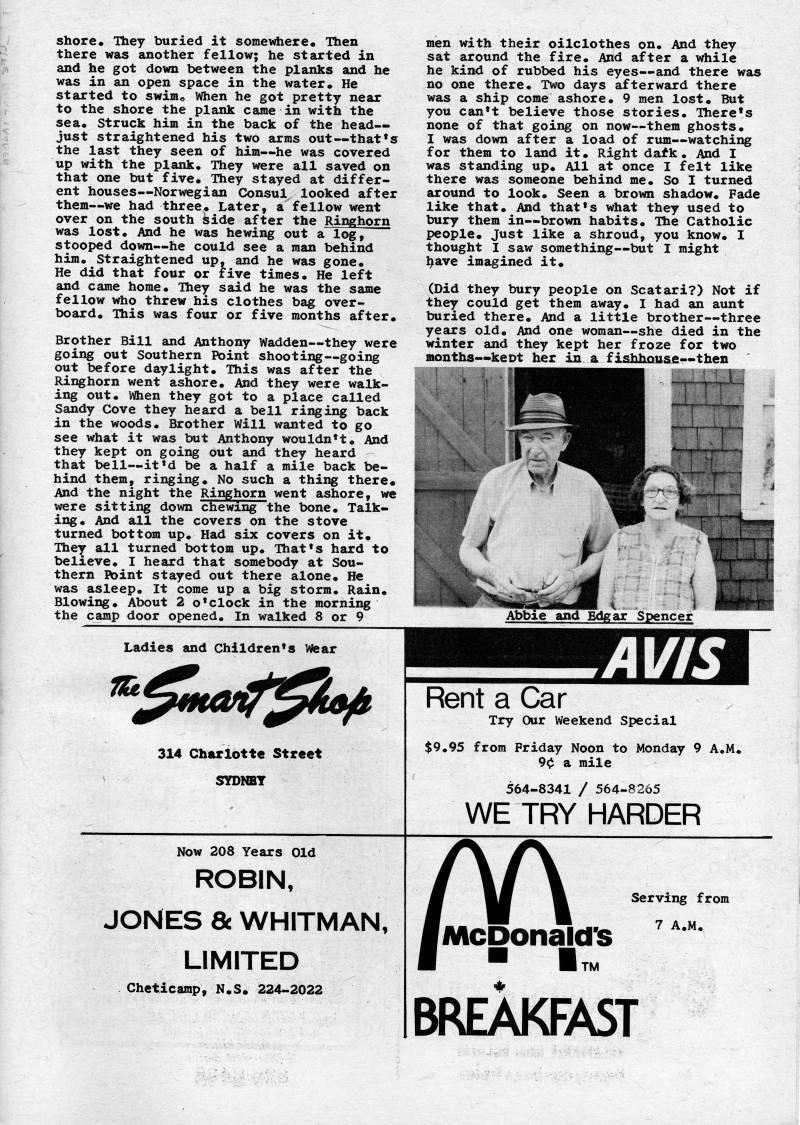 shore. They buried it somewhere. Then
there was another fellow; he started in
and he got down between the planks and he
was in an open space in the water. He
started to swim. When he got pretty near
to the shore the plank came in with the
sea. Struck him in the back of the head--
just straightened his two arms out--that's
the last they seen of him--he was covered
up with the plank. They were all saved on
that one but five. They stayed at differ-
ent houses--Norwegian Consul looked after
them--we had three. Later, a fellow went
over on the south side after the Ringhorn
was lost. And he was hewing out a log,
stooped down--he could see a man behind
him. Straightened up, and he was gone.
He did that four or five times. He left
and came home. They said he was the same
fellow who threw his clothes bag over-
board. This was four or five months after.

Brother Bill and Anthony Wadden--they were
going out Southern Point shooting--going
out before daylight. This was after the
Ringhorn went ashore. And they were walk-
ing out. When they got to a place called
Sandy Cove they heard a bell ringing back
in the woods. Brother Will wanted to go
see what it was but Anthony wouldn't. And
they kept on going out and they heard
that bell--it'd be a half a mile back be-
hind them, ringing. No such a thing there.
And the night the Ringhorn went ashore, we
were sitting down chewing the bone. Talk-
ing. And all the covers on the stove
turned bottom up. Had six covers on it.
They all turned bottom up. That's hard to
believe. I heard that somebody at Sou-
thern Point stayed out there alone. He
was asleep. It come up a big storm. Rain.
Blowing. About 2 o'clock in the morning
the camp door opened. In walked 8 or 9
men with their oilclothes on. And they
sat around the fire. And after a while
he kind of rubbed his eyes--and there was
no one there. Two days afterward there
was a ship come ashore. 9 men lost. But
you can't believe those stories. There's
none of that going on now--them ghosts.
I was down after a load of rum--watching
for them to land it. Right dark. And I
was standing up. All at once I felt like
there was someone behind me. So I turned
around to look. Seen a brown shadow. Fade
like that. And that's what they used to
bury them in--brown habits. The Catholic
people. Just like a shroud, you know. I
thought I saw something--but I might
have imagined it.

(Did they bury people on Scatari?) Not if
they could get them away. I had an aunt
buried there. And a little brother--three
years old. And one woman--she died in the
winter and they kept her froze for two
months--kept her in a fishhouse--then
Abbie and Edgar Spencer
Ladies and Children's Wear
The Smart Shop
314 Charlotte Street
SYDNEY
AVIS
Rent a Car
Try Our Weekend Special
$9.95 from Friday Noon to Monday 9 A.M.
9¢ a mile
564-8341 / 564-8265
WE TRY HARDER
Now 208 Years Old
ROBIN,
JONES & WHITMAN,
LIMITED
Cheticamp, N.S. 224-2022
McDonald's
TM
BREAKFAST
Serving from
7 A.M.